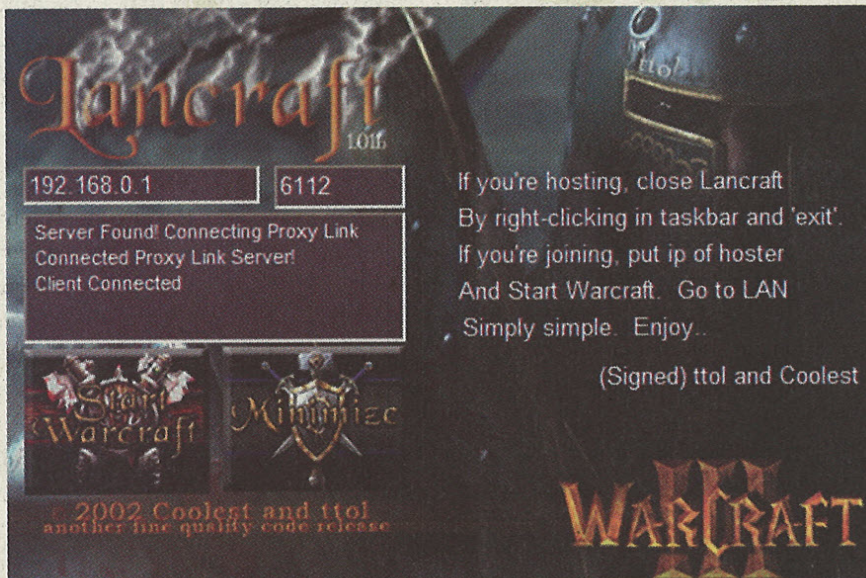 Lancraft
1.01b
ttol
192.168.0.1
6112
Server Found! Connecting Proxy Link
Connected Proxy Link Server!
Client Connected
If you're hosting, close Lancraft
By right-clicking in taskbar and 'exit'.
If you're joining, put ip of hoster
And Start Warcraft. Go to LAN
Simply simple. Enjoy..
(Signed) ttol and Coolest
Start
Warcraft
Minimize
© 2002 Coolest and ttol
another fine quality code release
WARCRAFT
III